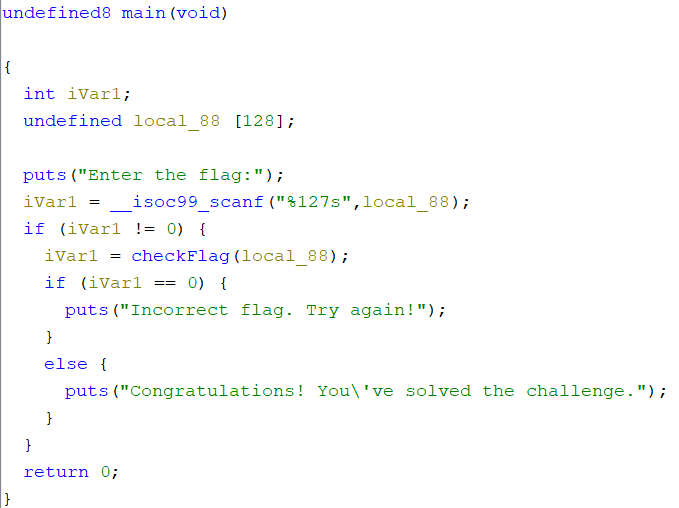 undefined8 main(void)
{
int iVar1;
undefined local_88 [128];
puts("Enter the flag:");
iVar1 = __isoc99_scanf("%127s",local_88);
if (iVar1 != 0) {
iVar1 = checkFlag(local_88);
if (iVar1 == 0) {
puts("Incorrect flag. Try again!");
}
else {
puts("Congratulations! You\'ve solved the challenge.");
}
}
return 0;
}